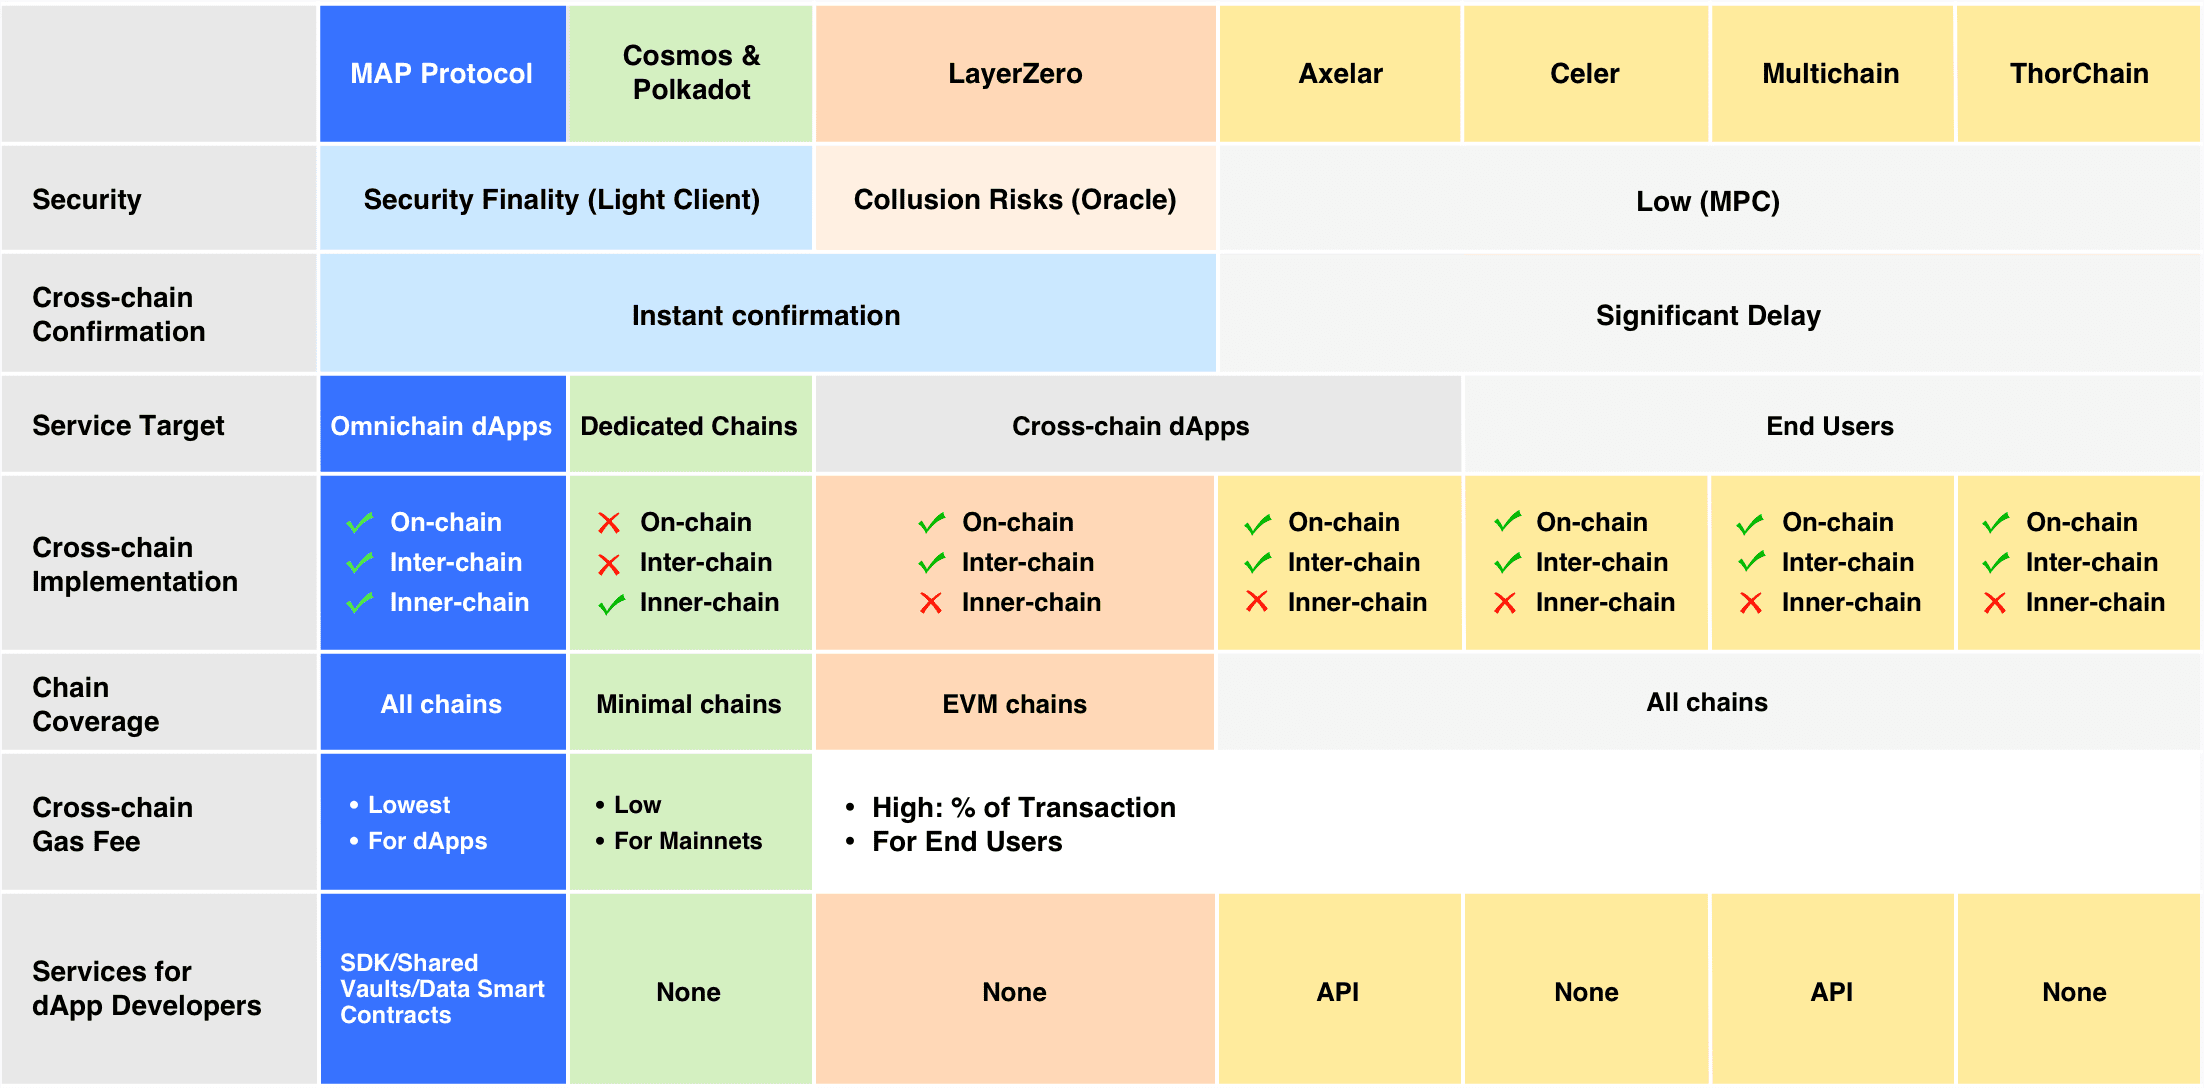 MAP Protocol
Cosmos &
Polkadot
LayerZero
Axelar
Celer
Multichain
ThorChain
Security
Security Finality (Light Client)
Collusion Risks (Oracle)
Low (MPC)
Cross-chain
Confirmation
Instant confirmation
Significant Delay
Service Target
Omnichain dApps
Dedicated Chains
Cross-chain dApps
End Users
Cross-chain
Implementation
✓ On-chain
✓ Inter-chain
✓ Inner-chain
✗ On-chain
✗ Inter-chain
✓ Inner-chain
✓ On-chain
✓ Inter-chain
✗ Inner-chain
✓ On-chain
✓ Inter-chain
✗ Inner-chain
✓ On-chain
✓ Inter-chain
✗ Inner-chain
✓ On-chain
✓ Inter-chain
✗ Inner-chain
✓ On-chain
✓ Inter-chain
✗ Inner-chain
Chain
Coverage
All chains
Minimal chains
EVM chains
All chains
Cross-chain
Gas Fee
• Lowest
• For dApps
• Low
• For Mainnets
• High: % of Transaction
• For End Users
Services for
dApp Developers
SDK/Shared
Vaults/Data Smart
Contracts
None
None
API
None
API
None